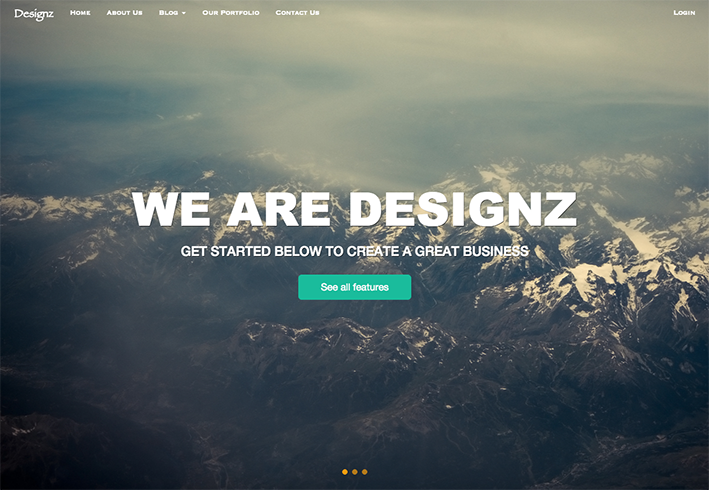 Designz Home About Us Blog Our Portfolio Contact Us Login
WE ARE DESIGNZ
GET STARTED BELOW TO CREATE A GREAT BUSINESS
See all features